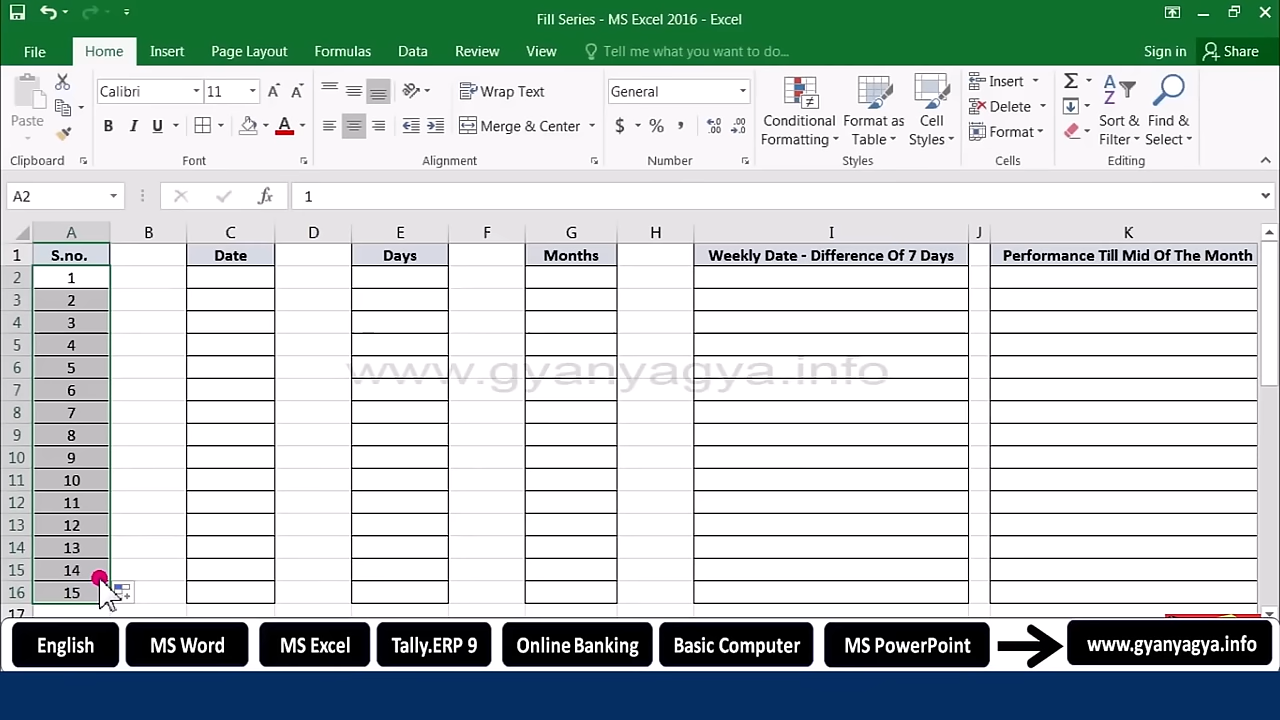 Fill Series - MS Excel 2016 - Excel
File Home Insert Page Layout Formulas Data Review View Tell me what you want to do... Sign in Share
Paste
Clipboard
Calibri 11
B I U A
Font
Wrap Text
Merge & Center
Alignment
General
$ % ,
Number
Conditional Formatting
Format as Table
Cell Styles
Styles
Insert
Delete
Format
Cells
Sort & Filter
Find & Select
Editing
A2 fx 1
A B C D E F G H I J K
1 S.no. Date Days Months Weekly Date - Difference Of 7 Days Performance Till Mid Of The Month
2 1
3 2
4 3
5 4
6 5
www.gyanyagya.info
7 6
8 7
9 8
10 9
11 10
12 11
13 12
14 13
15 14
16 15
17
English MS Word MS Excel Tally.ERP 9 Online Banking Basic Computer MS PowerPoint www.gyanyagya.info